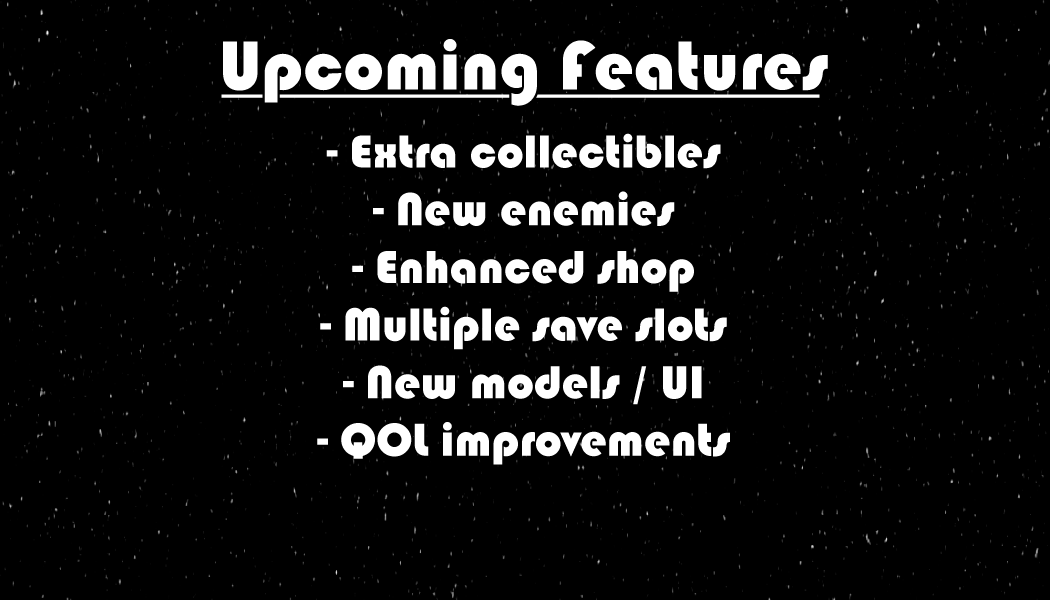 Upcoming Features
- Extra collectibles
- New enemies
- Enhanced shop
- Multiple save slots
- New models / UI
- QOL improvements